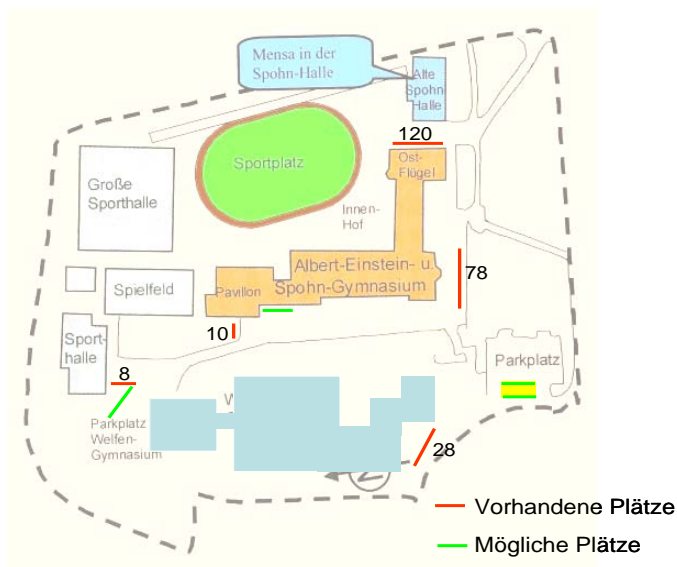 Mensa in der
Spohn-Halle
Alte
Spohn-
Halle
120
Ost-
Flügel
Sportplatz
Große
Sporthalle
Innen-
Hof
Albert-Einstein- u.
Spohn-Gymnasium
78
Pavillon
Spielfeld
10
Sport-
halle
8
Parkplatz
Parkplatz
Welfen-
Gymnasium
28
Vorhandene Plätze
Mögliche Plätze